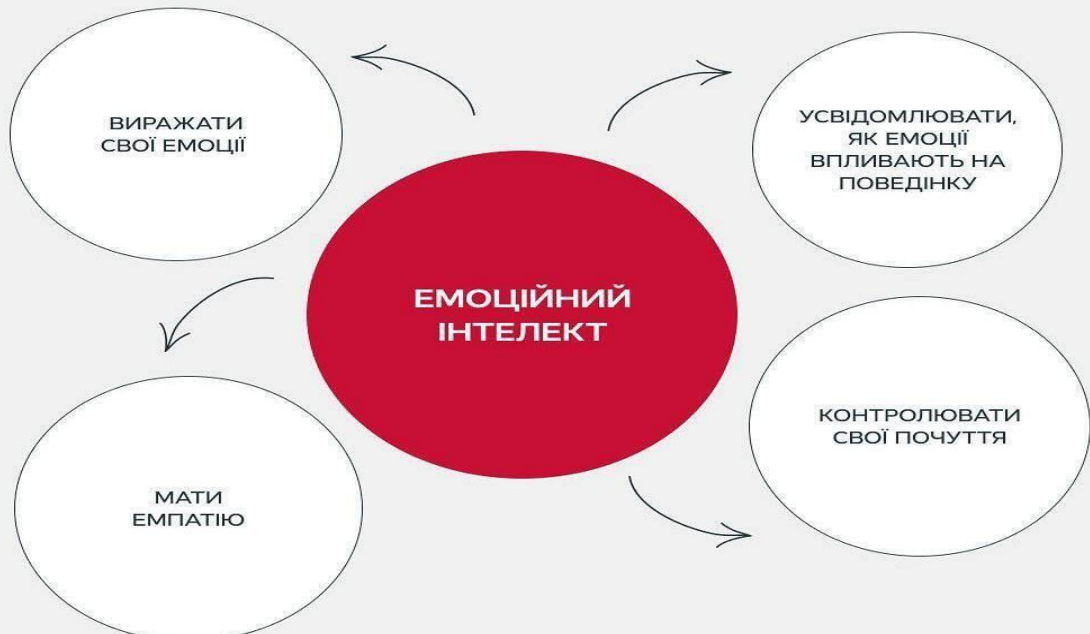 ВИРАЖАТИ
СВОЇ ЕМОЦІЇ
УСВІДОМЛЮВАТИ,
ЯК ЕМОЦІЇ
ВПЛИВАЮТЬ НА
ПОВЕДІНКУ
ЕМОЦІЙНИЙ
ІНТЕЛЕКТ
КОНТРОЛЮВАТИ
СВОЇ ПОЧУТТЯ
МАТИ
ЕМПАТІЮ